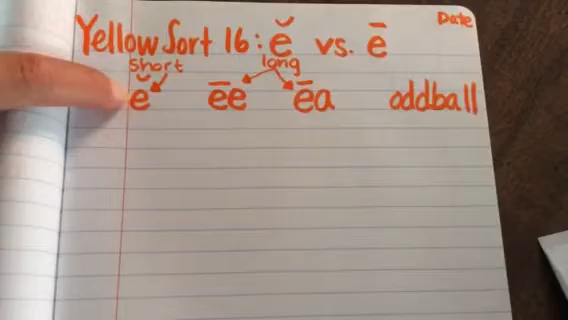 Date
Yellow Sort 16: ĕ vs. ē
short long
ĕ ēe ēa oddball